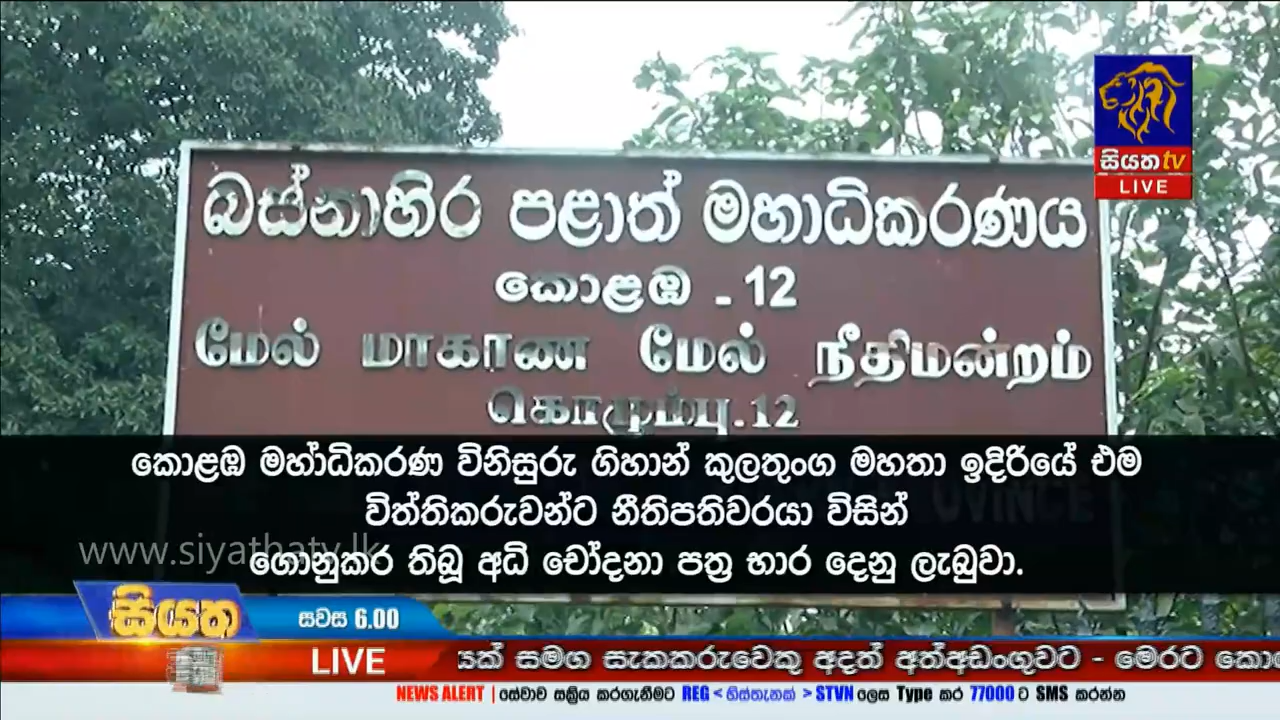 සියත tv
LIVE
බස්නාහිර පළාත් මහාධිකරණය
කොළඹ - 12
மேல் மாகாண மேல் நீதிமன்றம்
கொழும்பு.12
කොළඹ මහා්ධිකරණ විනිසුරු ගිහාන් කුලතුංග මහතා ඉදිරියේ එම
විත්තිකරුවන්ට නීතිපතිවරයා විසින්
ගොනුකර තිබූ අධි චෝදනා පත්‍ර භාර දෙනු ලැබුවා.
www.siyathatv.lk
සියත
සවස 6.00
LIVE
යක් සමග සැකකරුවෙකු අදත් අත්අඩංගුවට - මෙරට
NEWS ALERT | සේවාව සක්‍රිය කරගැනීමට REG < හිස්තැනක් > STVN ලෙස Type කර 77000 ට SMS කරන්න